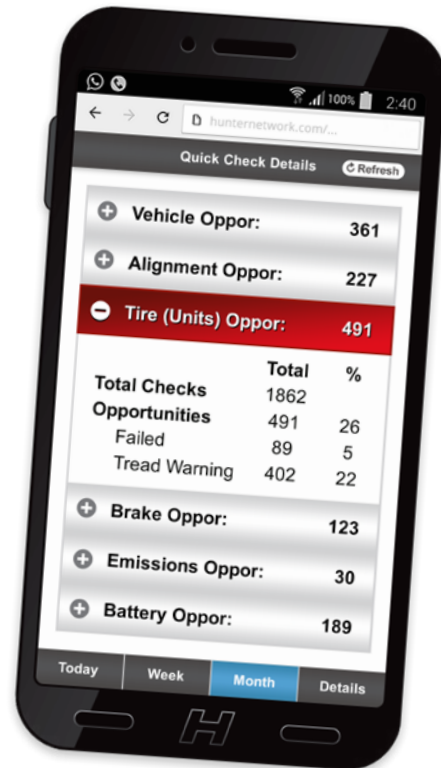 100% 2:40
hunternetwork.com/...
Quick Check Details Refresh
Vehicle Oppor: 361
Alignment Oppor: 227
Tire (Units) Oppor: 491
Total %
Total Checks 1862
Opportunities 491 26
Failed 89 5
Tread Warning 402 22
Brake Oppor: 123
Emissions Oppor: 30
Battery Oppor: 189
Today Week Month Details
H